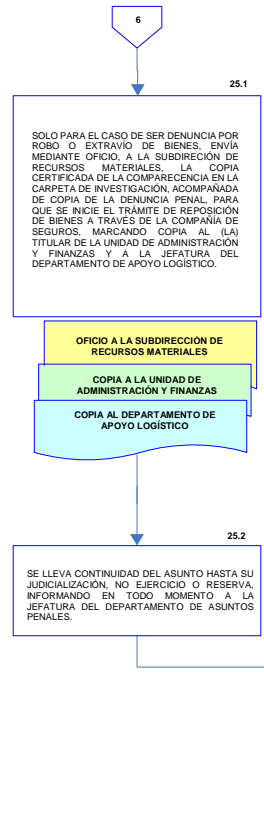 6
25.1
SOLO PARA EL CASO DE SER DENUNCIA POR
ROBO O EXTRAVÍO DE BIENES, ENVÍA
MEDIANTE OFICIO, A LA SUBDIRECIÓN DE
RECURSOS MATERIALES, LA COPIA
CERTIFICADA DE LA COMPARECENCIA EN LA
CARPETA DE INVESTIGACIÓN, ACOMPAÑADA
DE COPIA DE LA DENUNCIA PENAL, PARA
QUE SE INICIE EL TRÁMITE DE REPOSICIÓN
DE BIENES A TRAVÉS DE LA COMPAÑÍA DE
SEGUROS, MARCANDO COPIA AL (LA)
TITULAR DE LA UNIDAD DE ADMINISTRACIÓN
Y FINANZAS Y A LA JEFATURA DEL
DEPARTAMENTO DE APOYO LOGÍSTICO.
OFICIO A LA SUBDIRECCIÓN DE
RECURSOS MATERIALES
COPIA A LA UNIDAD DE
ADMINISTRACIÓN Y FINANZAS
COPIA AL DEPARTAMENTO DE
APOYO LOGÍSTICO
25.2
SE LLEVA CONTINUIDAD DEL ASUNTO HASTA SU
JUDICIALIZACIÓN, NO EJERCICIO O RESERVA,
INFORMANDO EN TODO MOMENTO A LA
JEFATURA DEL DEPARTAMENTO DE ASUNTOS
PENALES.